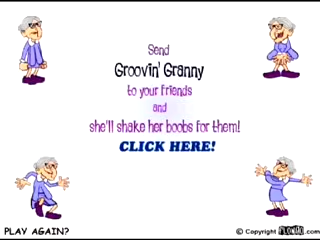 Send
Groovin' Granny
to your friends
and
she'll shake her boobs for them!
CLICK HERE!
PLAY AGAIN?
© Copyright